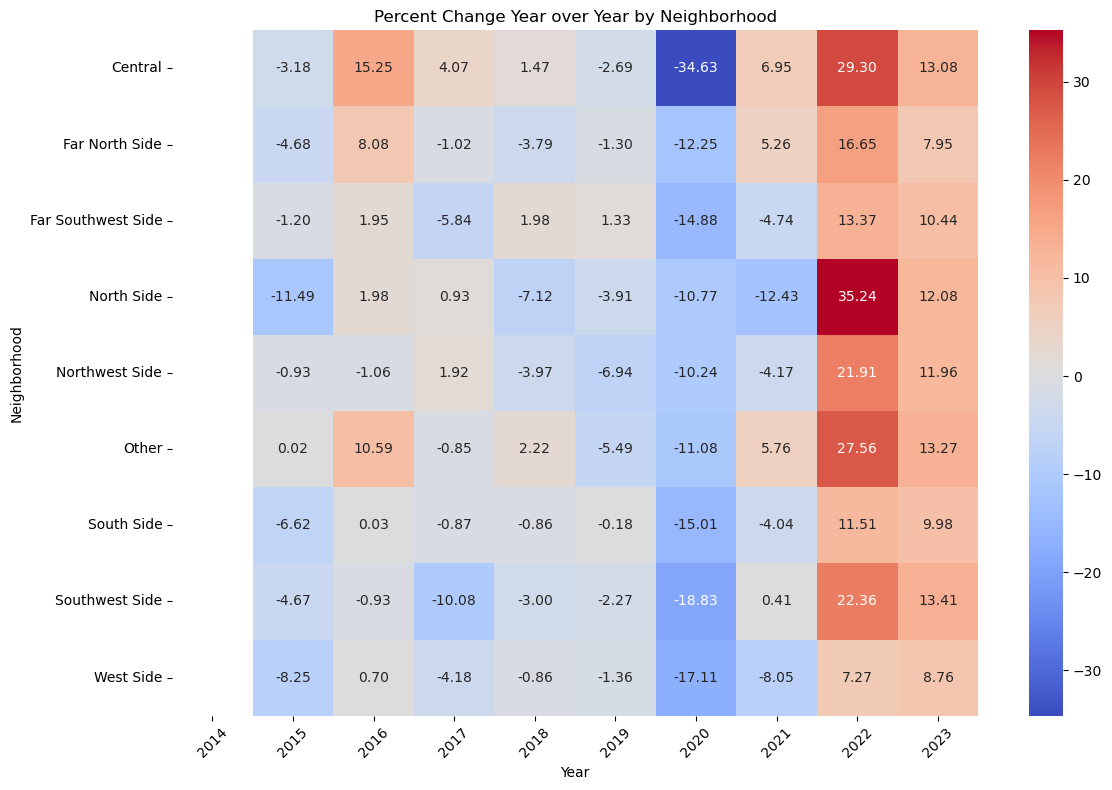 Percent Change Year over Year by Neighborhood
Neighborhood
Central -3.18 15.25 4.07 1.47 -2.69 -34.63 6.95 29.30 13.08
Far North Side -4.68 8.08 -1.02 -3.79 -1.30 -12.25 5.26 16.65 7.95
Far Southwest Side -1.20 1.95 -5.84 1.98 1.33 -14.88 -4.74 13.37 10.44
North Side -11.49 1.98 0.93 -7.12 -3.91 -10.77 -12.43 35.24 12.08
Northwest Side -0.93 -1.06 1.92 -3.97 -6.94 -10.24 -4.17 21.91 11.96
Other 0.02 10.59 -0.85 2.22 -5.49 -11.08 5.76 27.56 13.27
South Side -6.62 0.03 -0.87 -0.86 -0.18 -15.01 -4.04 11.51 9.98
Southwest Side -4.67 -0.93 -10.08 -3.00 -2.27 -18.83 0.41 22.36 13.41
West Side -8.25 0.70 -4.18 -0.86 -1.36 -17.11 -8.05 7.27 8.76
2014 2015 2016 2017 2018 2019 2020 2021 2022 2023
Year
30
20
10
0
−10
−20
−30